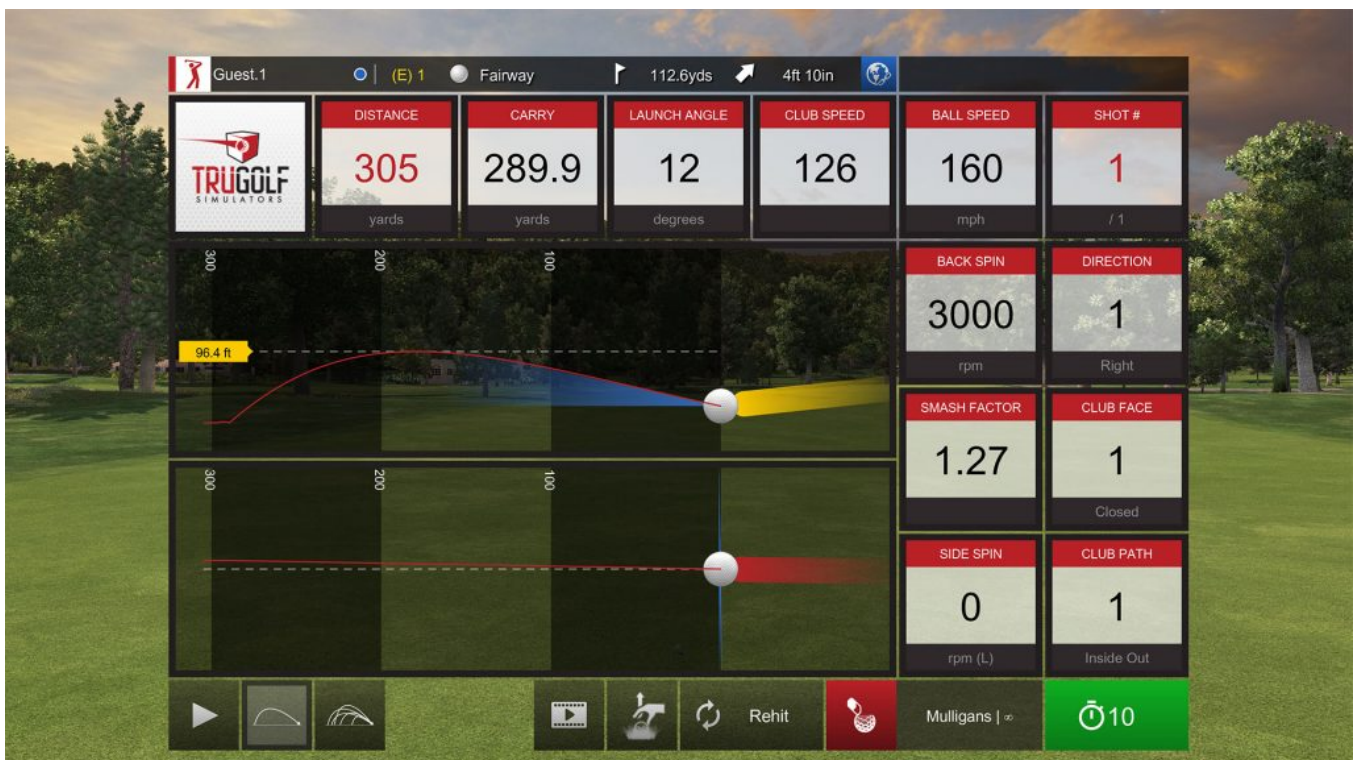 Guest.1 (E) 1 Fairway 112.6yds 4ft 10in
TRUGOLF
SIMULATORS
DISTANCE
305
yards
CARRY
289.9
yards
LAUNCH ANGLE
12
degrees
CLUB SPEED
126
BALL SPEED
160
mph
SHOT #
1
/ 1
300 200 100
96.4 ft
BACK SPIN
3000
rpm
DIRECTION
1
Right
SMASH FACTOR
1.27
CLUB FACE
1
Closed
300 200 100
SIDE SPIN
0
rpm (L)
CLUB PATH
1
Inside Out
Rehit
Mulligans | ∞
10